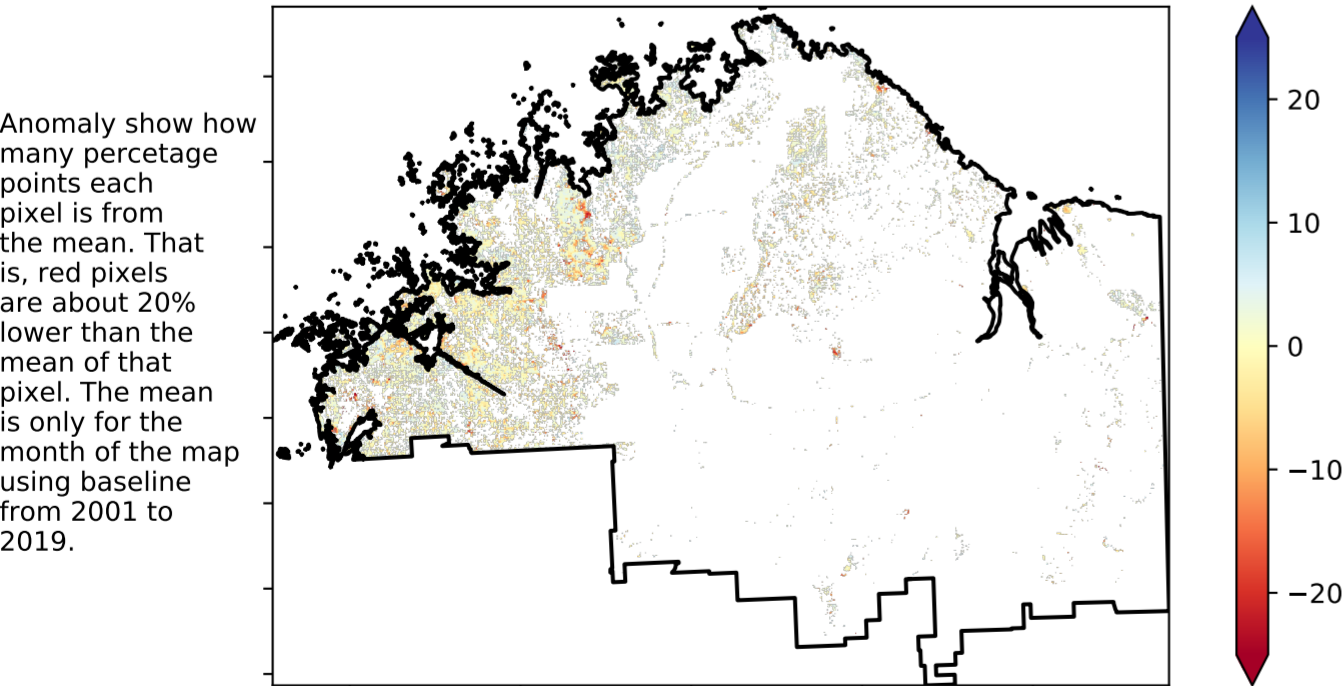 Anomaly show how
many percetage
points each
pixel is from
the mean. That
is, red pixels
are about 20%
lower than the
mean of that
pixel. The mean
is only for the
month of the map
using baseline
from 2001 to
2019.
20
10
0
−10
−20